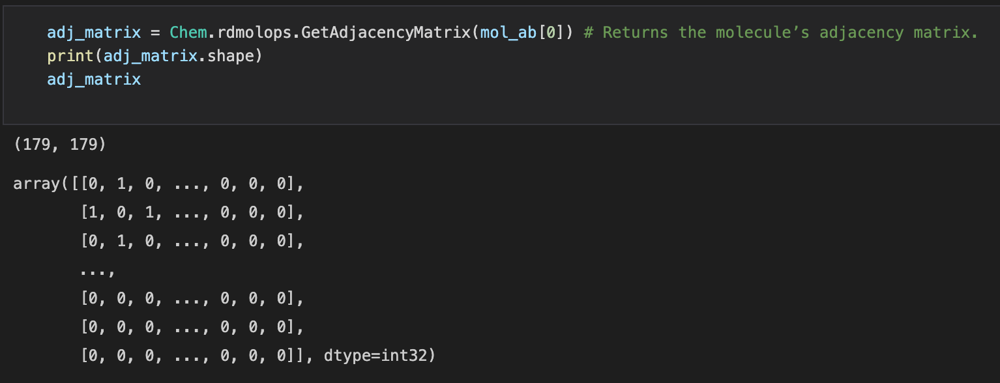 adj_matrix = Chem.rdmolops.GetAdjacencyMatrix(mol_ab[0]) # Returns the molecule’s adjacency matrix.
print(adj_matrix.shape)
adj_matrix
(179, 179)
array([[0, 1, 0, ..., 0, 0, 0],
[1, 0, 1, ..., 0, 0, 0],
[0, 1, 0, ..., 0, 0, 0],
...,
[0, 0, 0, ..., 0, 0, 0],
[0, 0, 0, ..., 0, 0, 0],
[0, 0, 0, ..., 0, 0, 0]], dtype=int32)